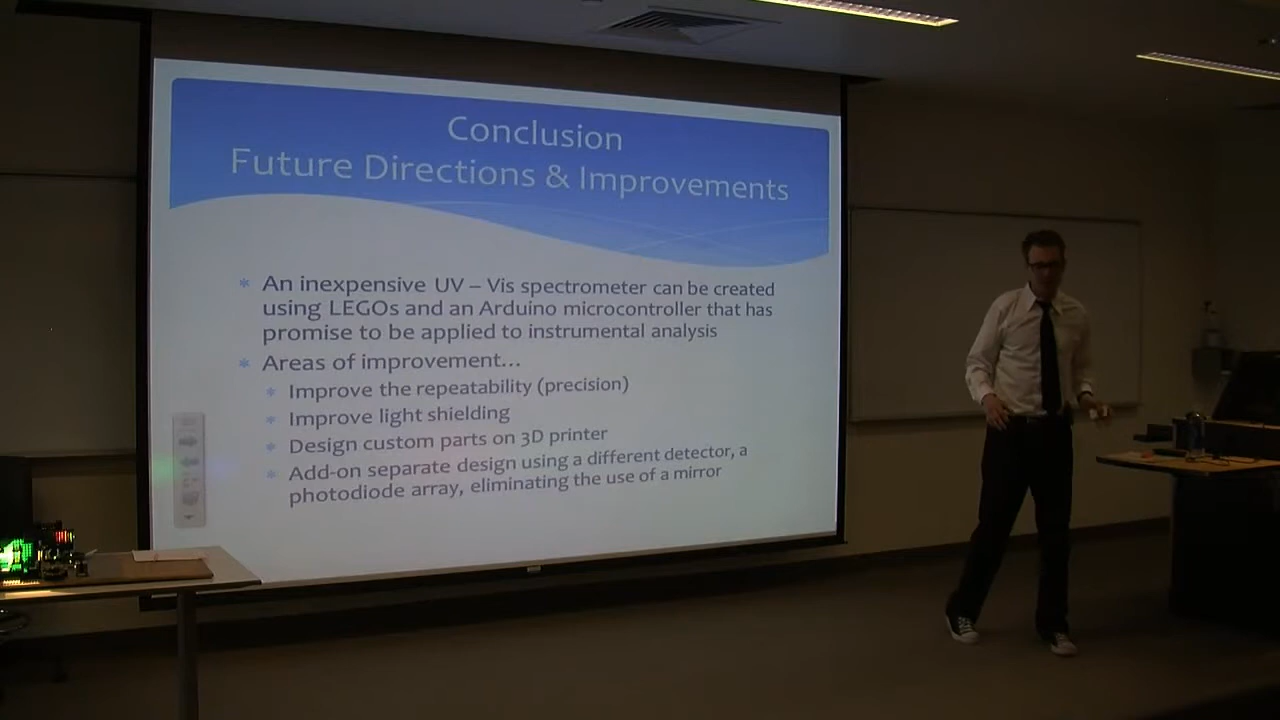 Conclusion
Future Directions & Improvements
An inexpensive UV – Vis spectrometer can be created
using LEGOs and an Arduino microcontroller that has
promise to be applied to instrumental analysis
Areas of improvement...
Improve the repeatability (precision)
Improve light shielding
Design custom parts on 3D printer
Add-on separate design using a different detector, a
photodiode array, eliminating the use of a mirror